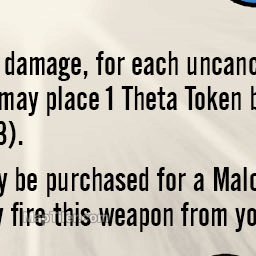 damage, for each uncanc
may place 1 Theta Token b
3).
y be purchased for a Malc
y fire this weapon from yo